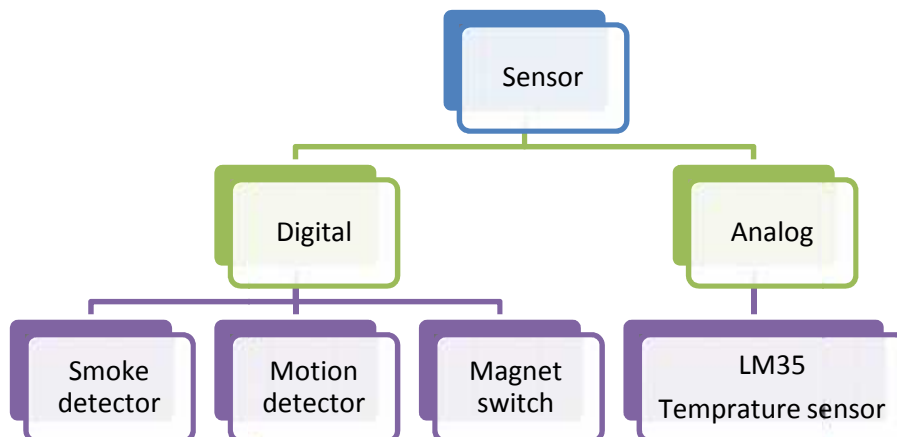 Sensor
Digital
Analog
Smoke
detector
Motion
detector
Magnet
switch
LM35
Temprature sensor